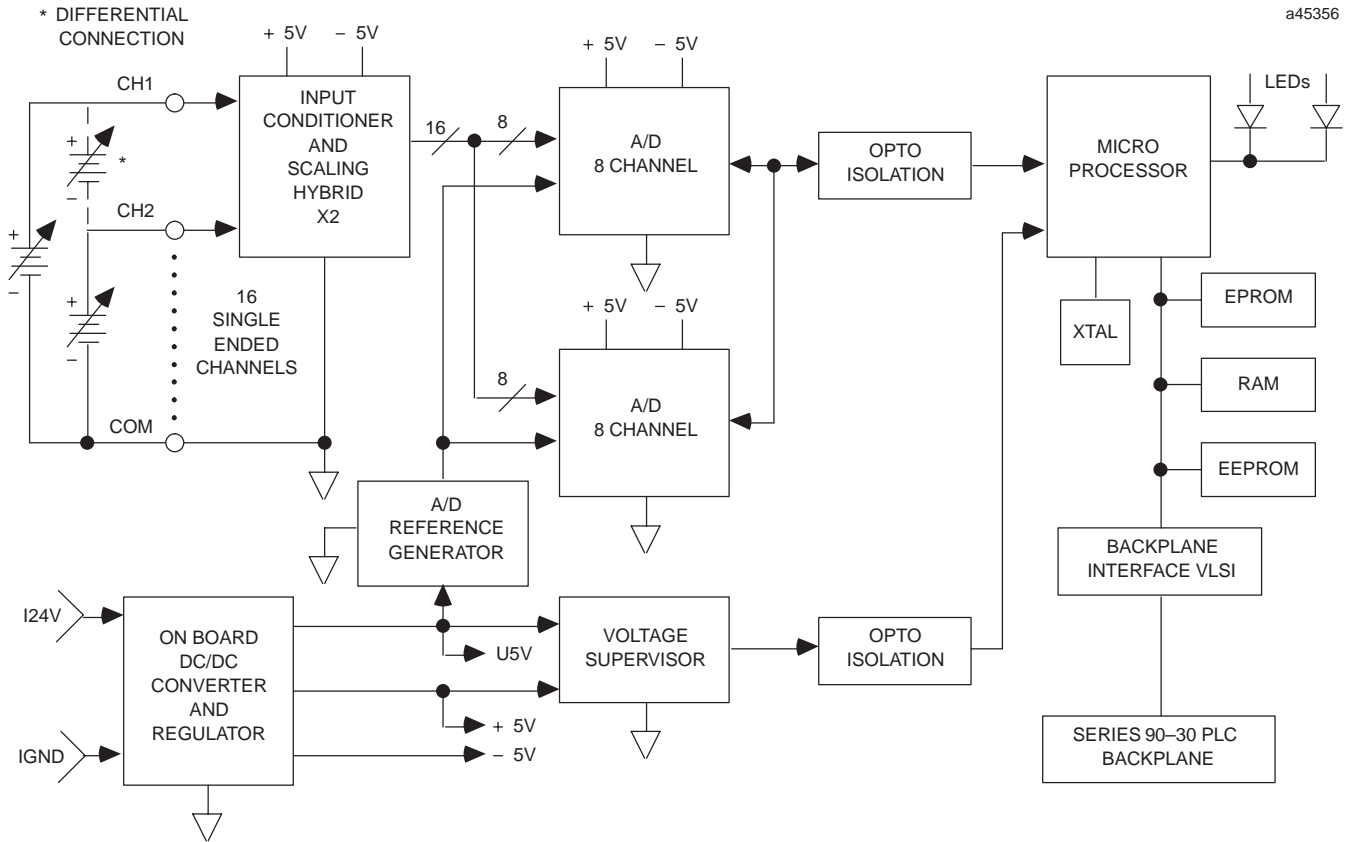 * DIFFERENTIAL
CONNECTION
a45356
+ 5V
– 5V
+ 5V
– 5V
LEDs
CH1
INPUT
CONDITIONER
AND
SCALING
HYBRID
X2
16
8
A/D
8 CHANNEL
OPTO
ISOLATION
MICRO
PROCESSOR
+
*
–
CH2
+
–
+
–
16
SINGLE
ENDED
CHANNELS
+ 5V
– 5V
XTAL
EPROM
RAM
EEPROM
8
A/D
8 CHANNEL
COM
A/D
REFERENCE
GENERATOR
BACKPLANE
INTERFACE VLSI
I24V
ON BOARD
DC/DC
CONVERTER
AND
REGULATOR
IGND
U5V
+ 5V
– 5V
VOLTAGE
SUPERVISOR
OPTO
ISOLATION
SERIES 90–30 PLC
BACKPLANE